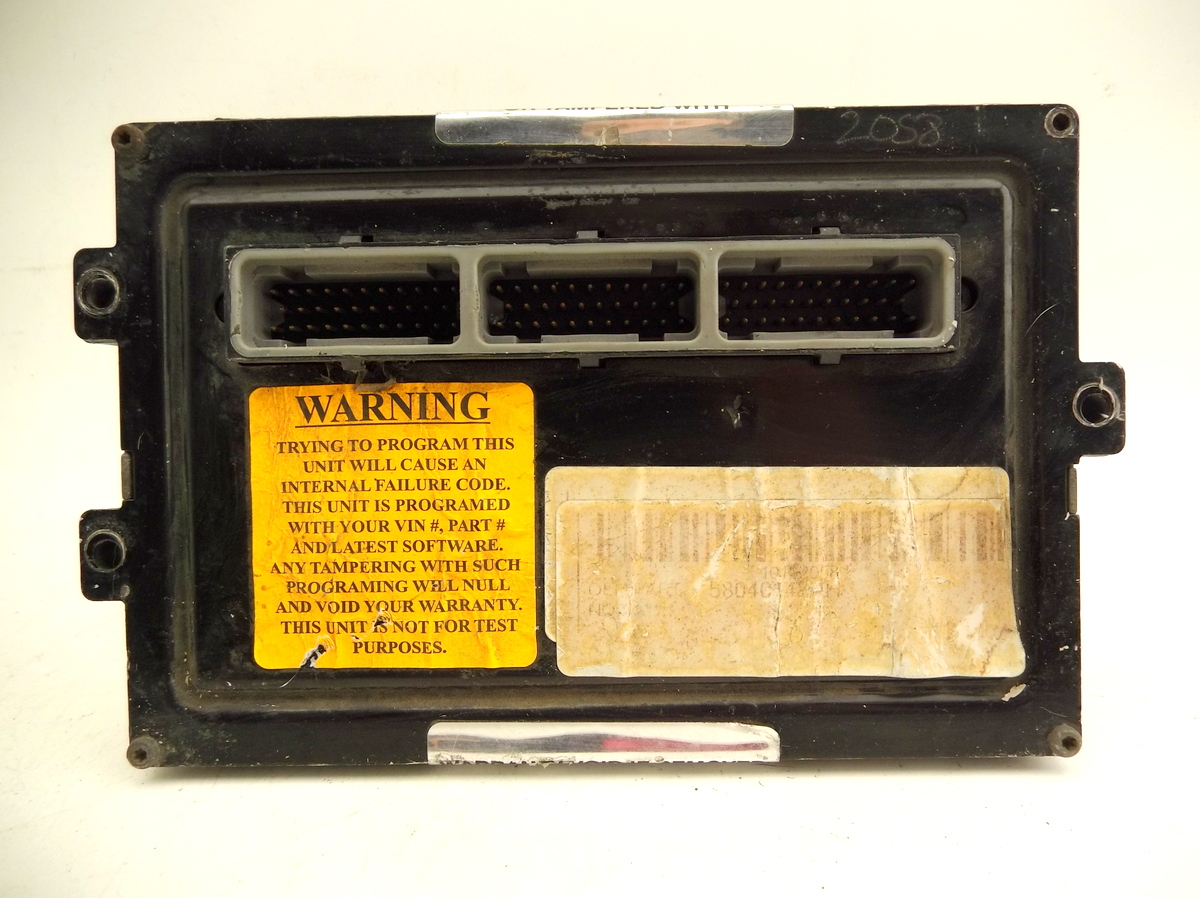 TAMPERED WITH
2058
WARNING
TRYING TO PROGRAM THIS
UNIT WILL CAUSE AN
INTERNAL FAILURE CODE.
THIS UNIT IS PROGRAMED
WITH YOUR VIN #, PART #
AND LATEST SOFTWARE.
ANY TAMPERING WITH SUCH
PROGRAMING WILL NULL
AND VOID YOUR WARRANTY.
THIS UNIT IS NOT FOR TEST
PURPOSES.